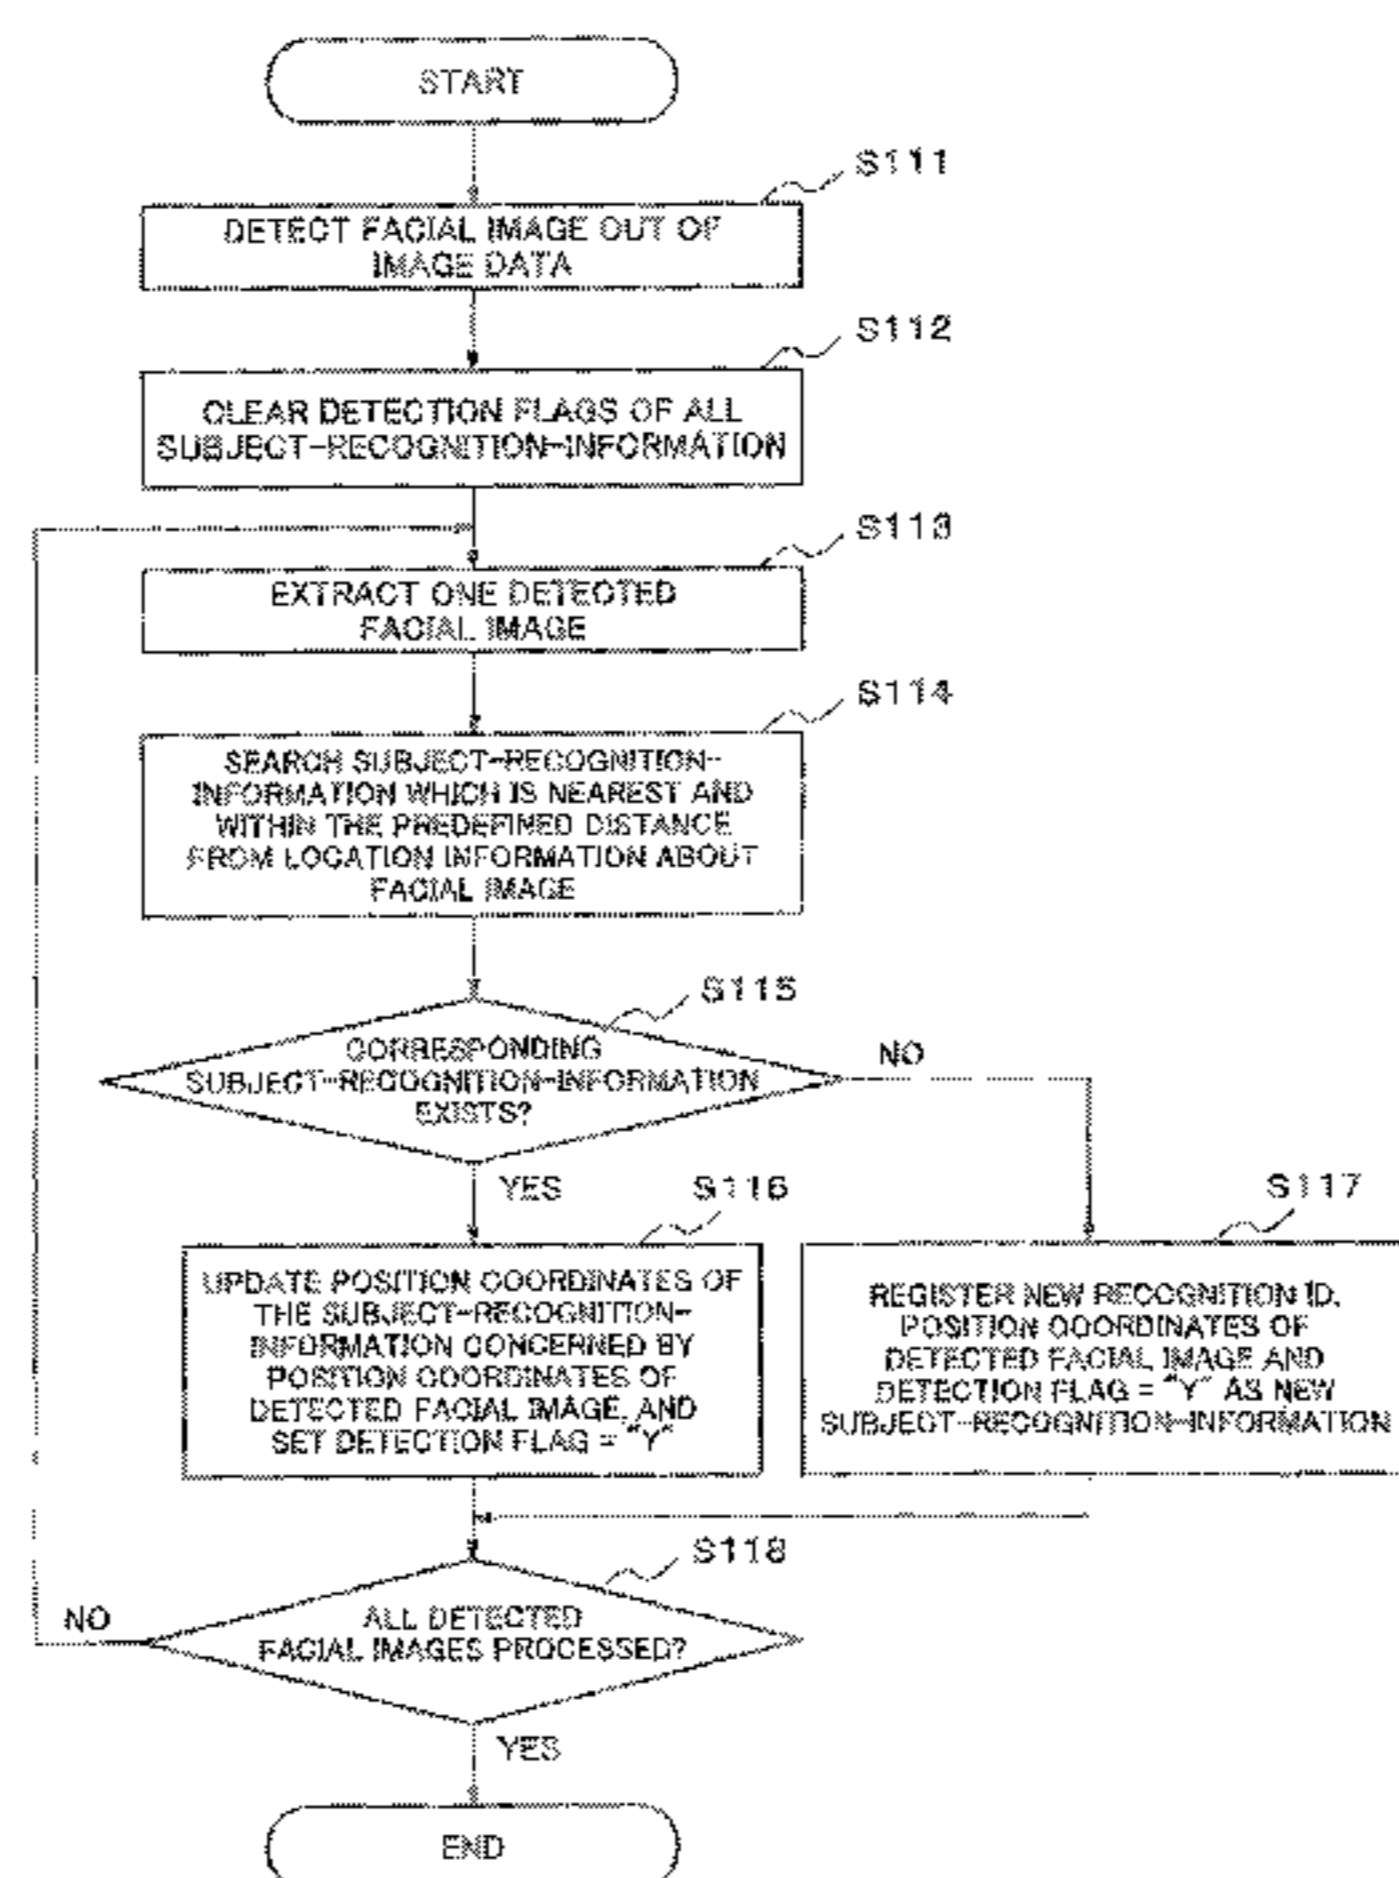 START
S111
DETECT FACIAL IMAGE OUT OF
IMAGE DATA
S112
CLEAR DETECTION FLAGS OF ALL
SUBJECT-RECOGNITION-INFORMATION
S113
EXTRACT ONE DETECTED
FACIAL IMAGE
S114
SEARCH SUBJECT-RECOGNITION-
INFORMATION WHICH IS NEAREST AND
WITHIN THE PREDEFINED DISTANCE
FROM LOCATION INFORMATION ABOUT
FACIAL IMAGE
S115
CORRESPONDING
SUBJECT-RECOGNITION-INFORMATION
EXISTS?
NO
YES
S116
UPDATE POSITION COORDINATES OF
THE SUBJECT-RECOGNITION-
INFORMATION CONCERNED BY
POSITION COORDINATES OF
DETECTED FACIAL IMAGE, AND
SET DETECTION FLAG = "Y"
S117
REGISTER NEW RECOGNITION ID,
POSITION COORDINATES OF
DETECTED FACIAL IMAGE AND
DETECTION FLAG = "Y" AS NEW
SUBJECT-RECOGNITION-INFORMATION
S118
ALL DETECTED
FACIAL IMAGES PROCESSED?
NO
YES
END